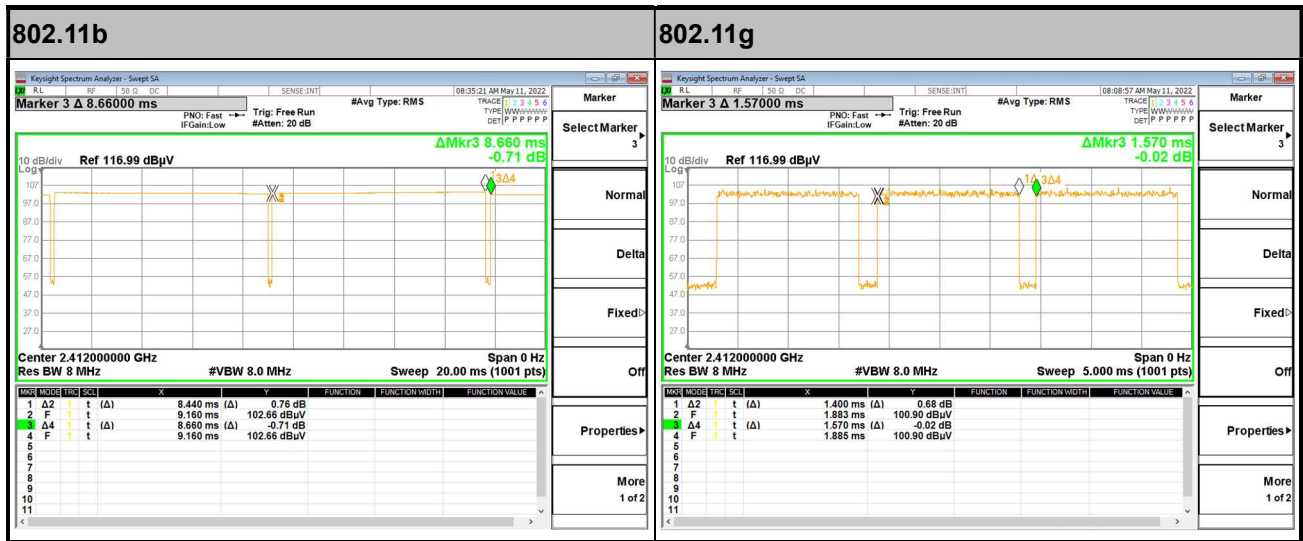 802.11b
Keysight Spectrum Analyzer - Swept SA
LXI RL RF 50 Ω DC SENSE:INT 08:35:21 AM May 11, 2022
Marker 3 Δ 8.66000 ms
PNO: Fast
IFGain:Low
Trig: Free Run
#Atten: 20 dB
#Avg Type: RMS
TRACE 1 2 3 4 5 6
TYPE WWWWWW
DET P P P P P P
ΔMkr3 8.660 ms
-0.71 dB
10 dB/div Ref 116.99 dBµV
Log
107
97.0
87.0
77.0
67.0
57.0
47.0
37.0
27.0
3Δ4
Center 2.412000000 GHz Span 0 Hz
Res BW 8 MHz #VBW 8.0 MHz Sweep 20.00 ms (1001 pts)
MKR MODE TRC SCL X Y FUNCTION FUNCTION WIDTH FUNCTION VALUE
1 Δ2 1 t (Δ) 8.440 ms (Δ) 0.76 dB
2 F 1 t 9.160 ms 102.66 dBµV
3 Δ4 1 t (Δ) 8.660 ms (Δ) -0.71 dB
4 F 1 t 9.160 ms 102.66 dBµV
5
6
7
8
9
10
11
Marker
Select Marker
3
Normal
Delta
Fixed
Off
Properties
More
1 of 2
802.11g
Keysight Spectrum Analyzer - Swept SA
LXI RL RF 50 Ω DC SENSE:INT 08:08:57 AM May 11, 2022
Marker 3 Δ 1.57000 ms
PNO: Fast
IFGain:Low
Trig: Free Run
#Atten: 20 dB
#Avg Type: RMS
TRACE 1 2 3 4 5 6
TYPE WWWWWW
DET P P P P P P
ΔMkr3 1.570 ms
-0.02 dB
10 dB/div Ref 116.99 dBµV
Log
107
97.0
87.0
77.0
67.0
57.0
47.0
37.0
27.0
3Δ4
Center 2.412000000 GHz Span 0 Hz
Res BW 8 MHz #VBW 8.0 MHz Sweep 5.000 ms (1001 pts)
MKR MODE TRC SCL X Y FUNCTION FUNCTION WIDTH FUNCTION VALUE
1 Δ2 1 t (Δ) 1.400 ms (Δ) 0.68 dB
2 F 1 t 1.883 ms 100.90 dBµV
3 Δ4 1 t (Δ) 1.570 ms (Δ) -0.02 dB
4 F 1 t 1.885 ms 100.90 dBµV
5
6
7
8
9
10
11
Marker
Select Marker
3
Normal
Delta
Fixed
Off
Properties
More
1 of 2